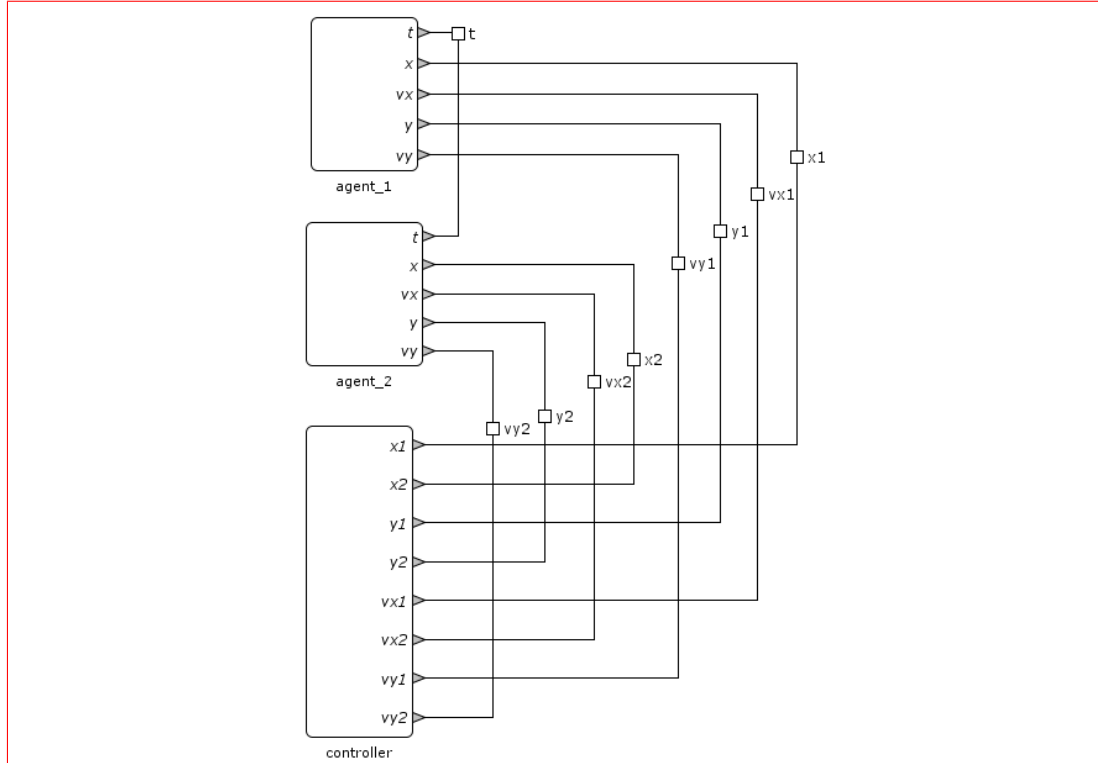 t
t
x
vx
y
vy
x1
agent_1
vx1
y1
t
vy1
x
vx
y
x2
vy
agent_2
vx2
y2
vy2
x1
x2
y1
y2
vx1
vx2
vy1
vy2
controller